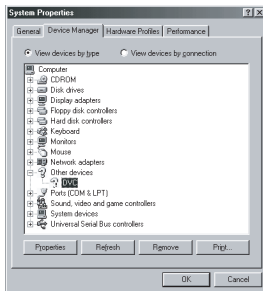 System Properties
General
Device Manager
Hardware Profiles
Performance
View devices by type
View devices by connection
Computer
CDROM
Disk drives
Display adapters
Floppy disk controllers
Hard disk controllers
Keyboard
Monitors
Mouse
Network adapters
Other devices
DVC
Ports (COM & LPT)
Sound, video and game controllers
System devices
Universal Serial Bus controllers
Properties
Refresh
Remove
Print...
OK
Cancel